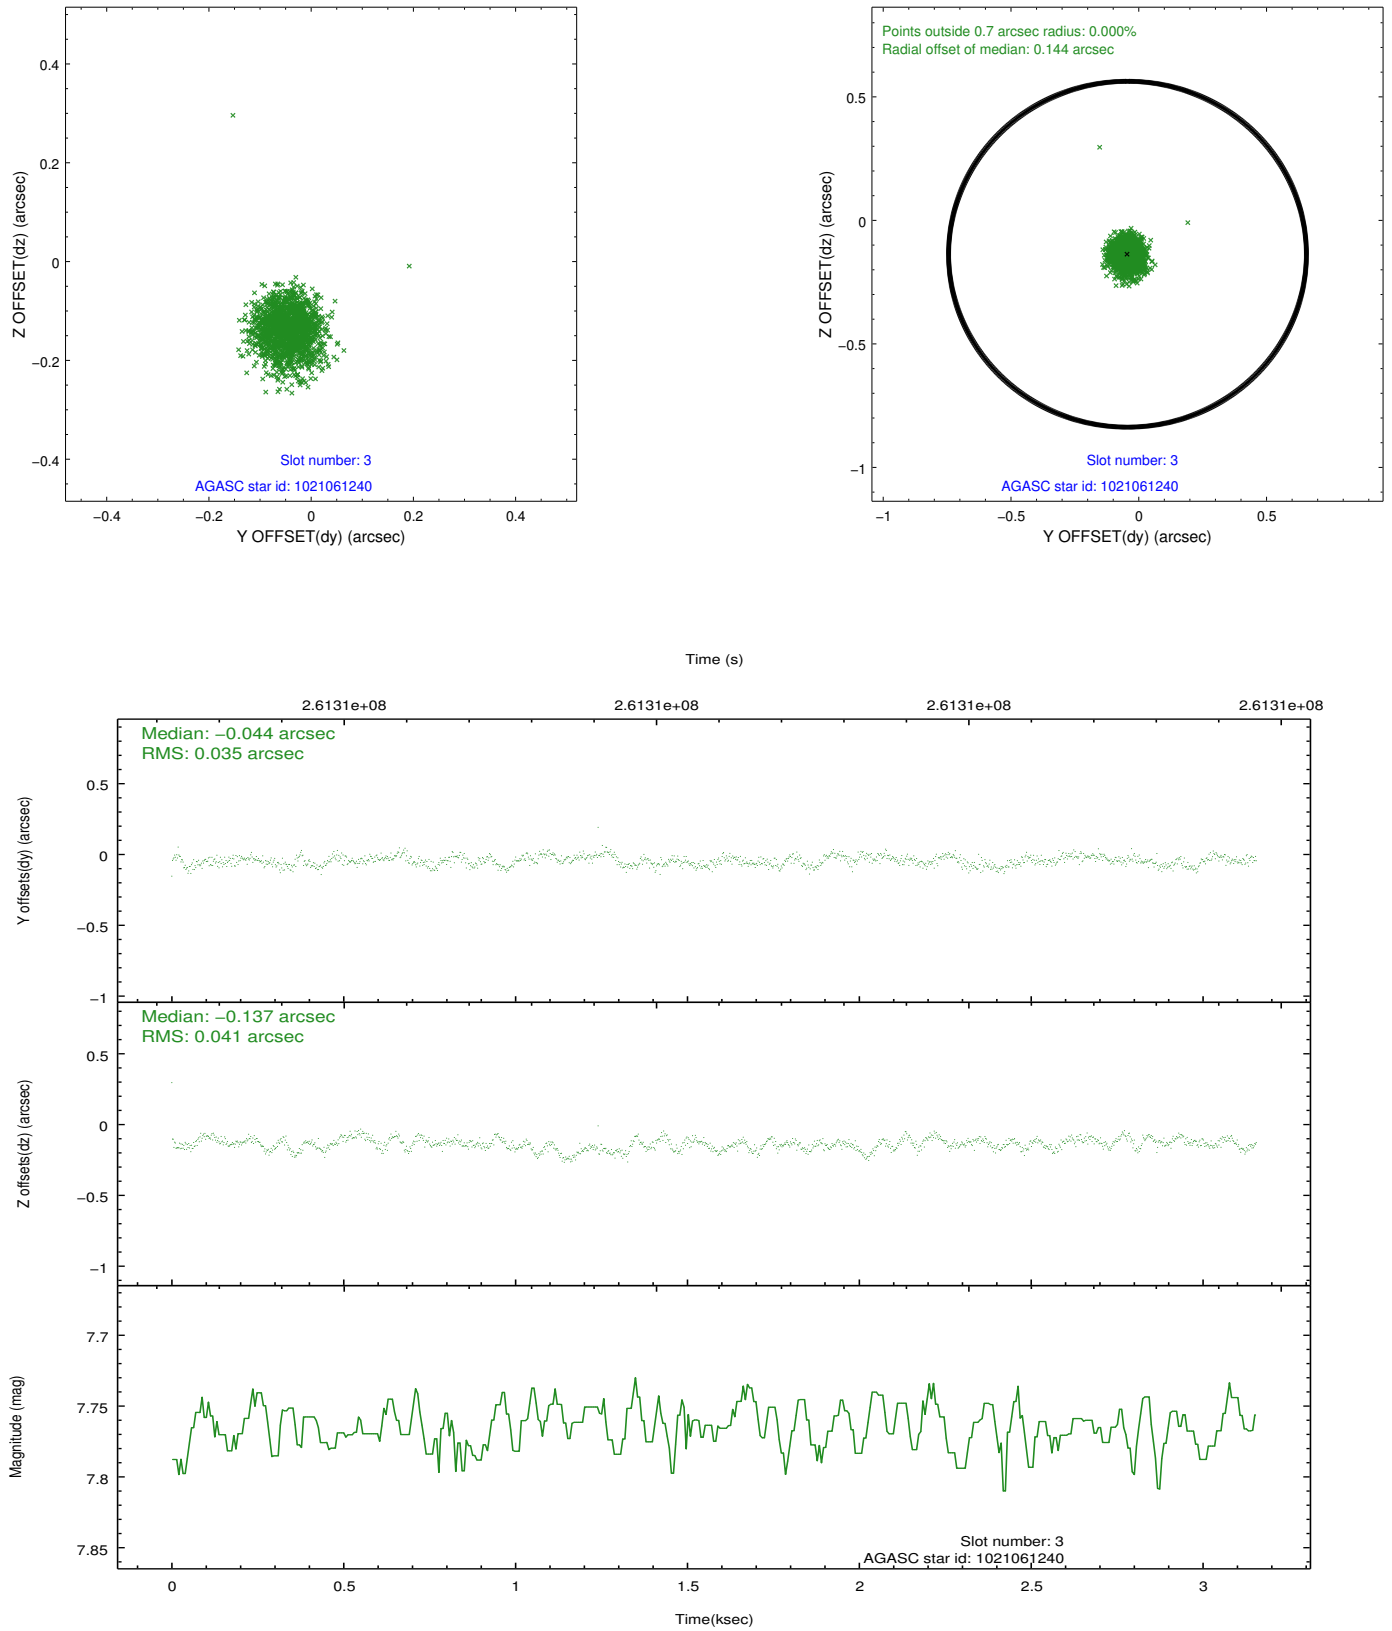 0.4
0.2
0
−0.2
−0.4
Z OFFSET(dz) (arcsec)
Slot number: 3
AGASC star id: 1021061240
−0.4 −0.2 0 0.2 0.4
Y OFFSET(dy) (arcsec)
Points outside 0.7 arcsec radius: 0.000%
Radial offset of median: 0.144 arcsec
0.5
0
−0.5
−1
Z OFFSET(dz) (arcsec)
Slot number: 3
AGASC star id: 1021061240
−1 −0.5 0 0.5
Y OFFSET(dy) (arcsec)
Time (s)
2.6131e+08 2.6131e+08 2.6131e+08 2.6131e+08
Median: −0.044 arcsec
RMS: 0.035 arcsec
0.5
0
−0.5
−1
Y offsets(dy) (arcsec)
Median: −0.137 arcsec
RMS: 0.041 arcsec
0.5
0
−0.5
−1
Z offsets(dz) (arcsec)
7.7
7.75
7.8
7.85
Magnitude (mag)
Slot number: 3
AGASC star id: 1021061240
0 0.5 1 1.5 2 2.5 3
Time(ksec)